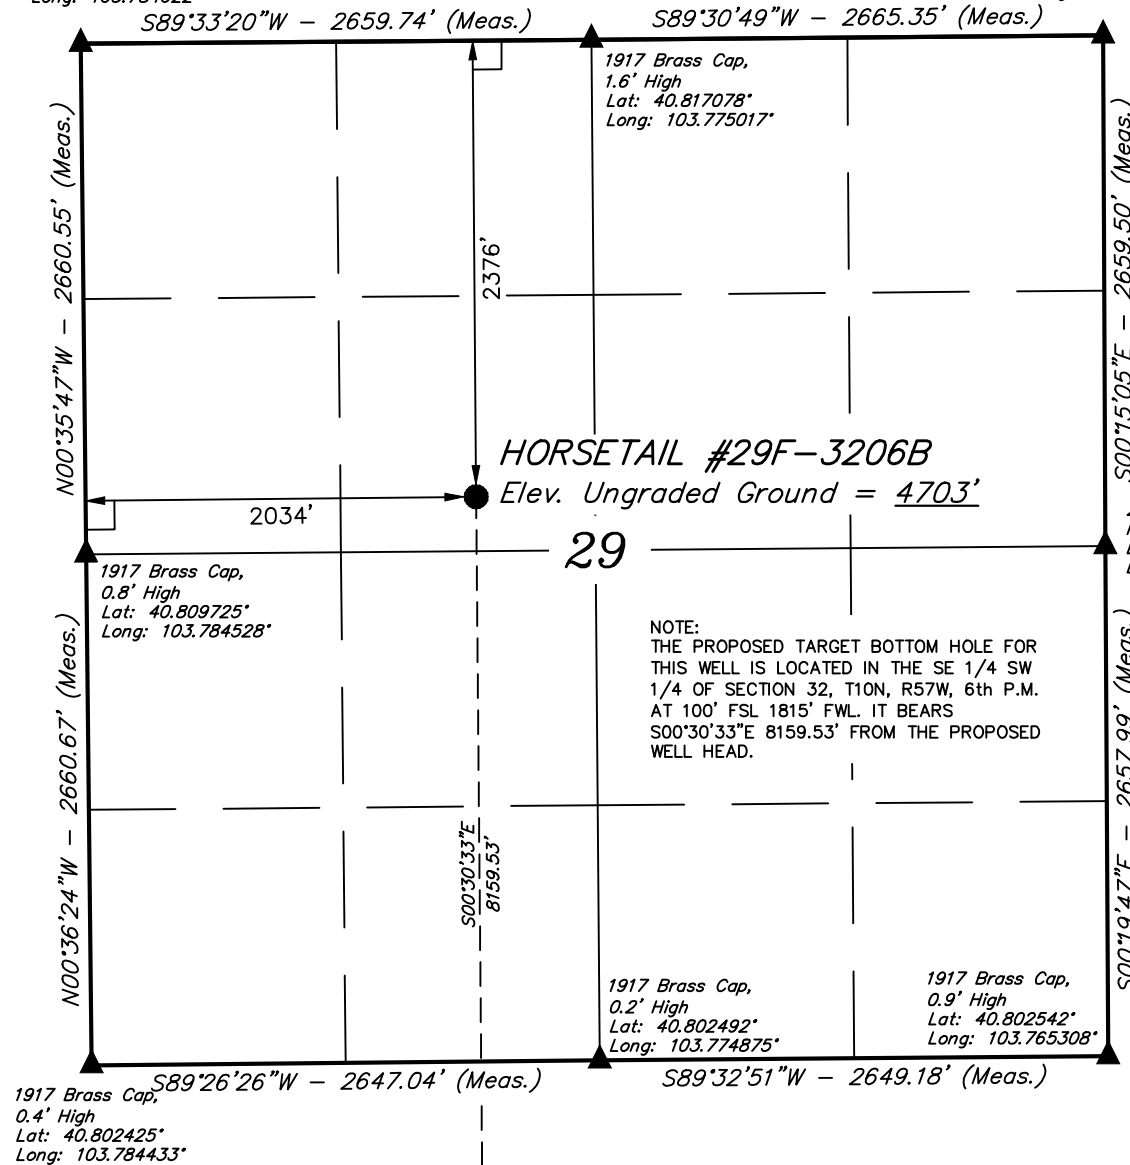 S89°33'20"W - 2659.74' (Meas.)
S89°30'49"W - 2665.35' (Meas.)
1917 Brass Cap,
1.6' High
Lat: 40.817078°
Long: 103.775017°
N00°35'47"W - 2660.55' (Meas.)
S00°15'05"E - 2659.50' (Meas.)
2376'
HORSETAIL #29F-3206B
Elev. Ungraded Ground = 4703'
2034'
29
1917 Brass Cap,
0.8' High
Lat: 40.809725°
Long: 103.784528°
NOTE:
THE PROPOSED TARGET BOTTOM HOLE FOR
THIS WELL IS LOCATED IN THE SE 1/4 SW
1/4 OF SECTION 32, T10N, R57W, 6th P.M.
AT 100' FSL 1815' FWL. IT BEARS
S00°30'33"E 8159.53' FROM THE PROPOSED
WELL HEAD.
N00°36'24"W - 2660.67' (Meas.)
S00°19'47"E - 2657.99' (Meas.)
S00°30'33"E
8159.53'
1917 Brass Cap,
0.2' High
Lat: 40.802492°
Long: 103.774875°
1917 Brass Cap,
0.9' High
Lat: 40.802542°
Long: 103.765308°
S89°26'26"W - 2647.04' (Meas.)
S89°32'51"W - 2649.18' (Meas.)
1917 Brass Cap,
0.4' High
Lat: 40.802425°
Long: 103.784433°